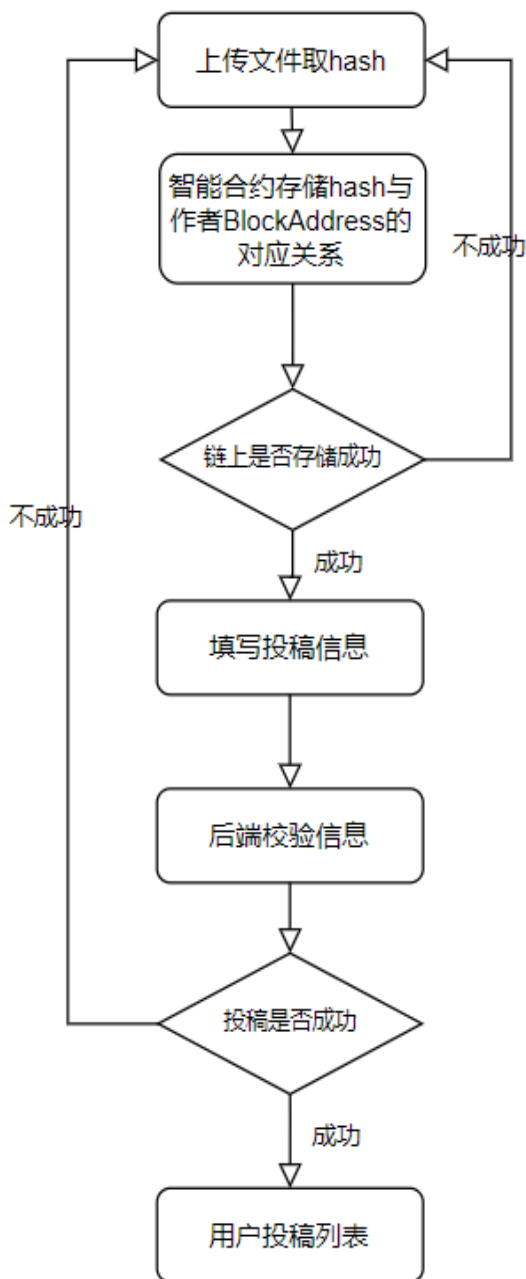 上传文件取hash
智能合约存储hash与
作者BlockAddress的
对应关系
不成功
链上是否存储成功
不成功
成功
填写投稿信息
后端校验信息
投稿是否成功
成功
用户投稿列表